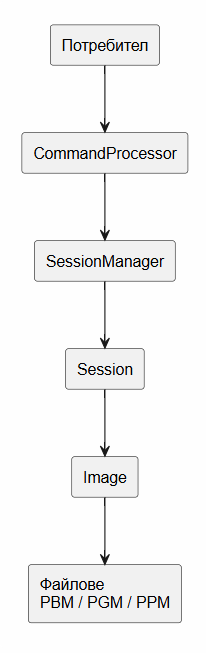 Потребител
CommandProcessor
SessionManager
Session
Image
Файлове
PBM / PGM / PPM